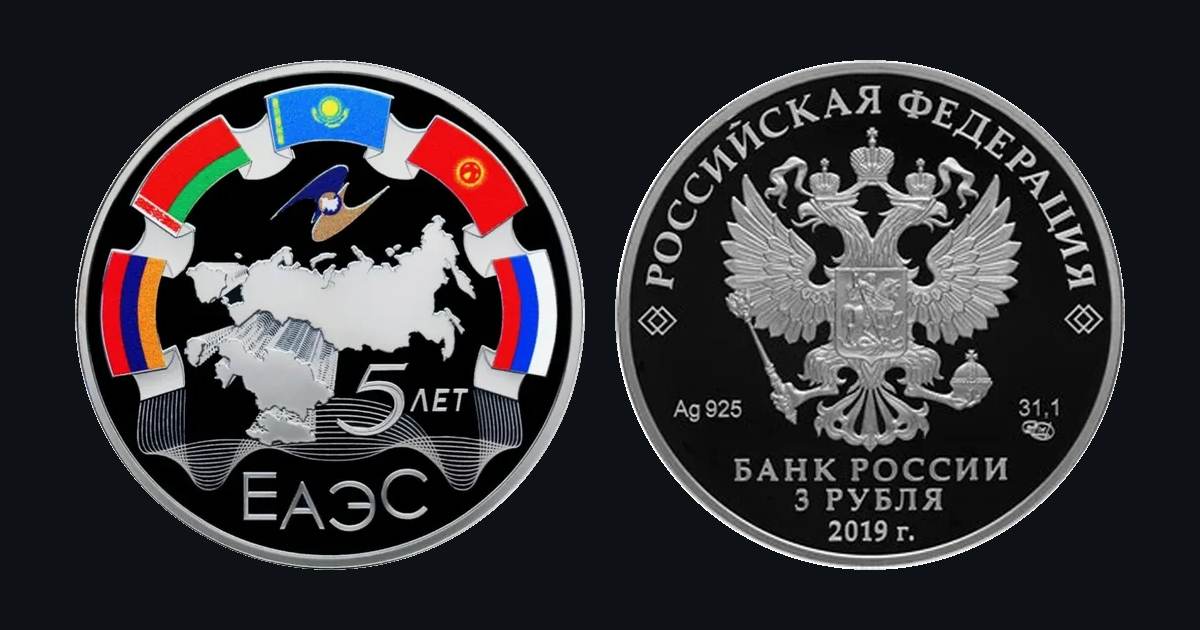 5 ЛЕТ
ЕАЭС
РОССИЙСКАЯ ФЕДЕРАЦИЯ
Ag 925
31,1
БАНК РОССИИ
3 РУБЛЯ
2019 г.